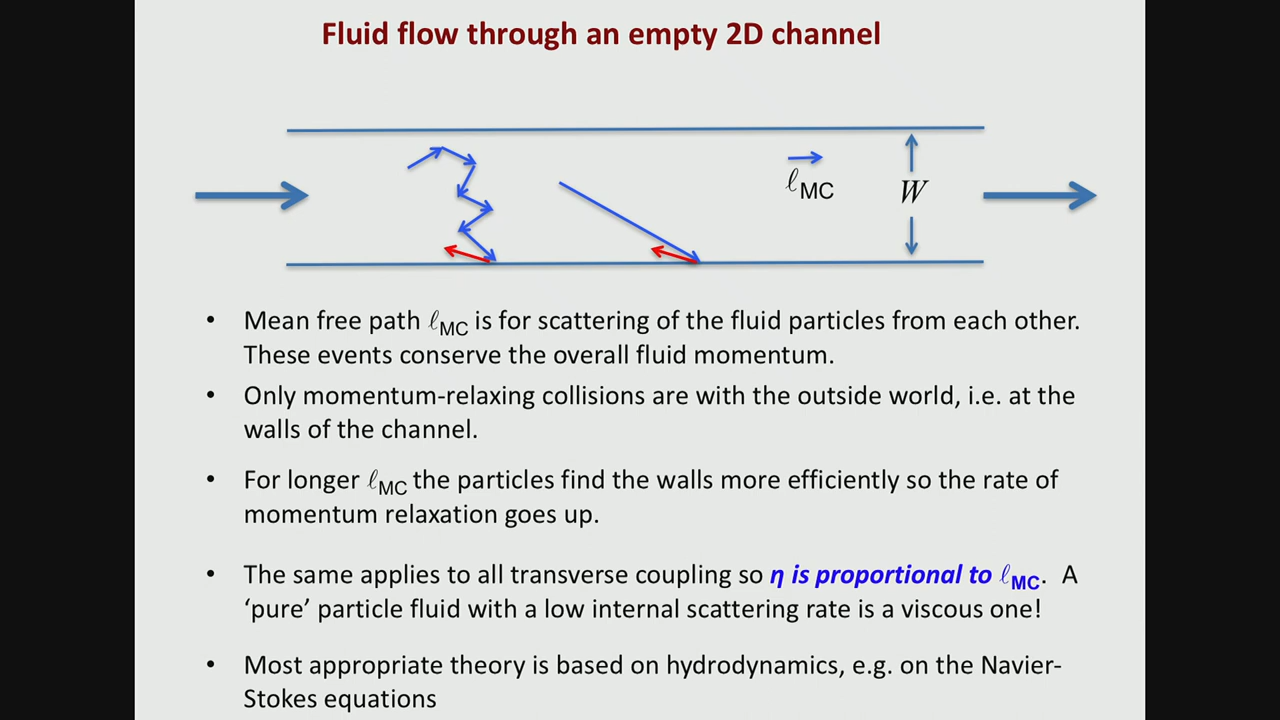 Fluid flow through an empty 2D channel
ℓMC
W
• Mean free path ℓMC is for scattering of the fluid particles from each other.
These events conserve the overall fluid momentum.
• Only momentum-relaxing collisions are with the outside world, i.e. at the
walls of the channel.
• For longer ℓMC the particles find the walls more efficiently so the rate of
momentum relaxation goes up.
• The same applies to all transverse coupling so η is proportional to ℓMC. A
‘pure’ particle fluid with a low internal scattering rate is a viscous one!
• Most appropriate theory is based on hydrodynamics, e.g. on the Navier-
Stokes equations